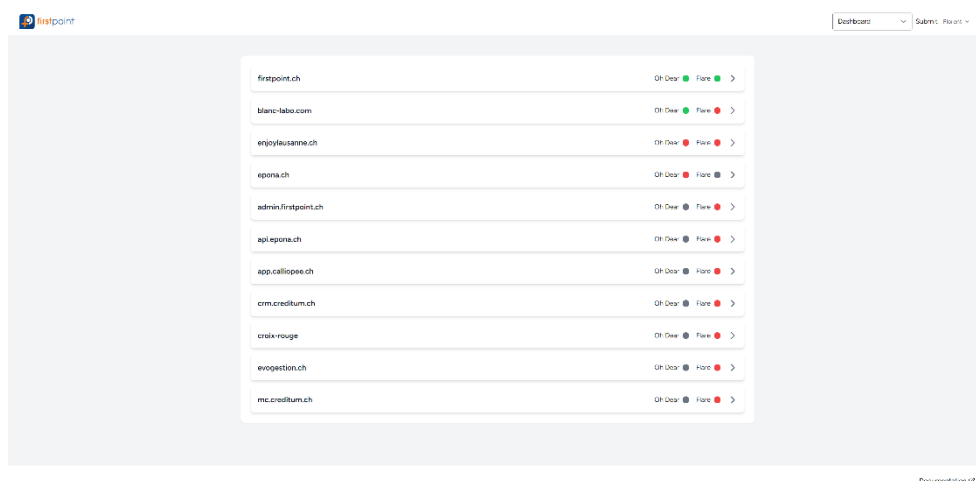 firstpoint
Dashboard Submit Florent
firstpoint.ch Oh Dear Flare
blanc-labo.com Oh Dear Flare
enjoylausanne.ch Oh Dear Flare
epona.ch Oh Dear Flare
admin.firstpoint.ch Oh Dear Flare
api.epona.ch Oh Dear Flare
app.calliopee.ch Oh Dear Flare
crm.creditum.ch Oh Dear Flare
croix-rouge Oh Dear Flare
evogestion.ch Oh Dear Flare
mc.creditum.ch Oh Dear Flare
Documentation